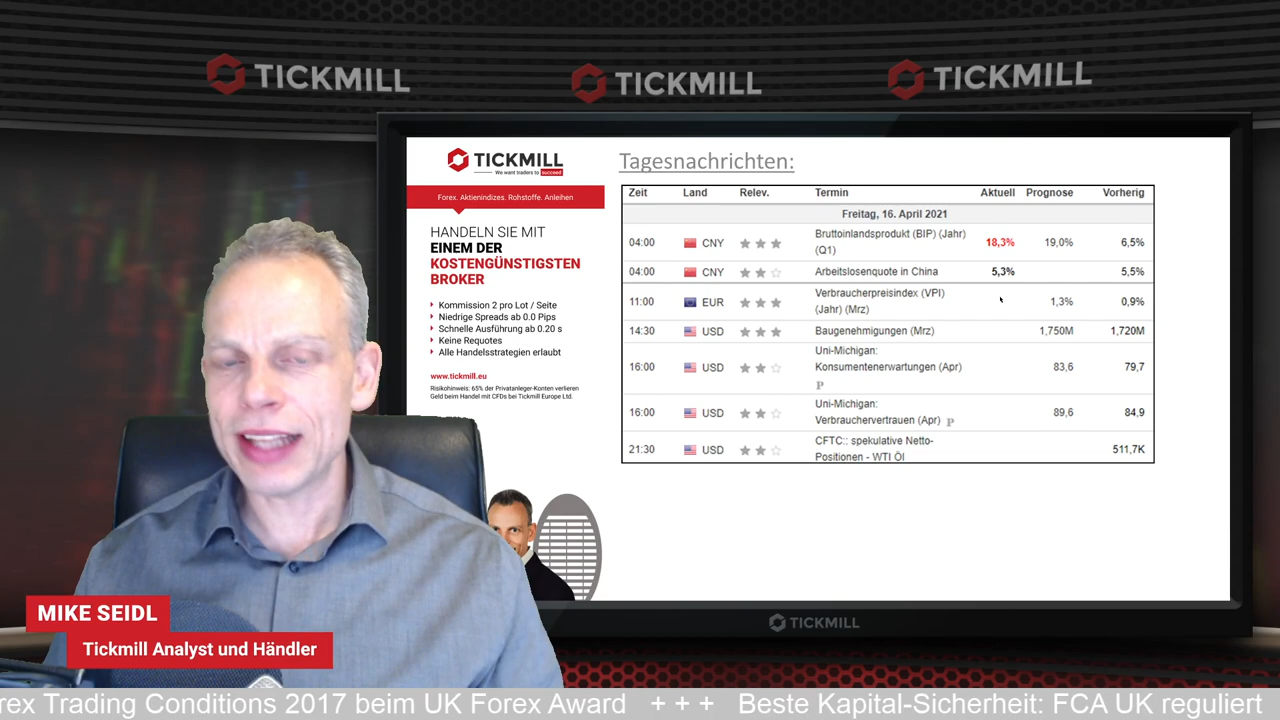 TICKMILL
TICKMILL
TICKMILL
TICKMILL
We want traders to succeed
Forex. Aktienindizes. Rohstoffe. Anleihen
HANDELN SIE MIT
EINEM DER
KOSTENGÜNSTIGSTEN
BROKER
Kommission 2 pro Lot / Seite
Niedrige Spreads ab 0.0 Pips
Schnelle Ausführung ab 0.20 s
Keine Requotes
Alle Handelsstrategien erlaubt
www.tickmill.eu
Risikohinweis: 65% der Privatanleger-Konten verlieren
Geld beim Handel mit CFDs bei Tickmill Europe Ltd.
Tagesnachrichten:
Zeit Land Relev. Termin Aktuell Prognose Vorherig
Freitag, 16. April 2021
04:00 CNY Bruttoinlandsprodukt (BIP) (Jahr) (Q1) 18,3% 19,0% 6,5%
04:00 CNY Arbeitslosenquote in China 5,3% 5,5%
11:00 EUR Verbraucherpreisindex (VPI) (Jahr) (Mrz) 1,3% 0,9%
14:30 USD Baugenehmigungen (Mrz) 1,750M 1,720M
16:00 USD Uni-Michigan: Konsumentenerwartungen (Apr) P 83,6 79,7
16:00 USD Uni-Michigan: Verbrauchervertrauen (Apr) P 89,6 84,9
21:30 USD CFTC:: spekulative Netto-Positionen - WTI Öl 511,7K
TICKMILL
MIKE SEIDL
Tickmill Analyst und Händler
rex Trading Conditions 2017 beim UK Forex Award + + + Beste Kapital-Sicherheit: FCA UK reguliert